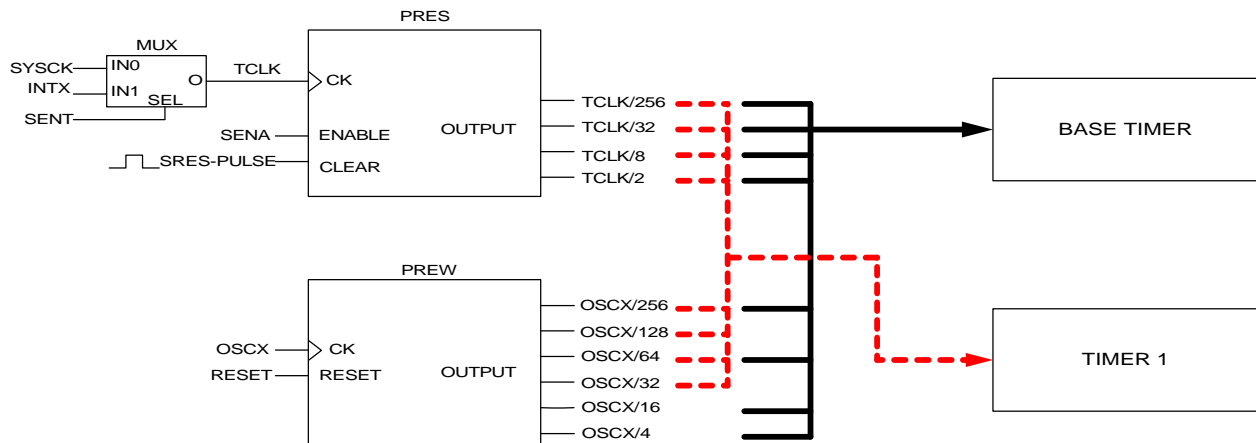 PRES
MUX
SYSCK
IN0
INTX
IN1
O
SEL
SENT
TCLK
CK
SENA
ENABLE
SRES-PULSE
CLEAR
OUTPUT
TCLK/256
TCLK/32
TCLK/8
TCLK/2
BASE TIMER
PREW
OSCX
CK
RESET
RESET
OUTPUT
OSCX/256
OSCX/128
OSCX/64
OSCX/32
OSCX/16
OSCX/4
TIMER 1